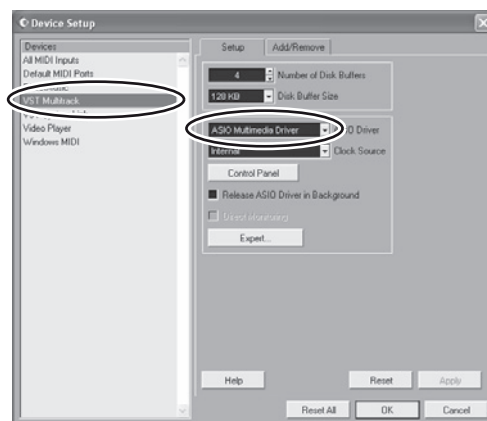 Device Setup
Devices
All MIDI Inputs
Default MIDI Ports
VST Multitrack
Video Player
Windows MIDI
Setup
Add/Remove
4
Number of Disk Buffers
128 KB
Disk Buffer Size
ASIO Multimedia Driver
Driver
Internal
Clock Source
Control Panel
Release ASIO Driver in Background
Direct Monitoring
Expert...
Help
Reset
Apply
Reset All
OK
Cancel